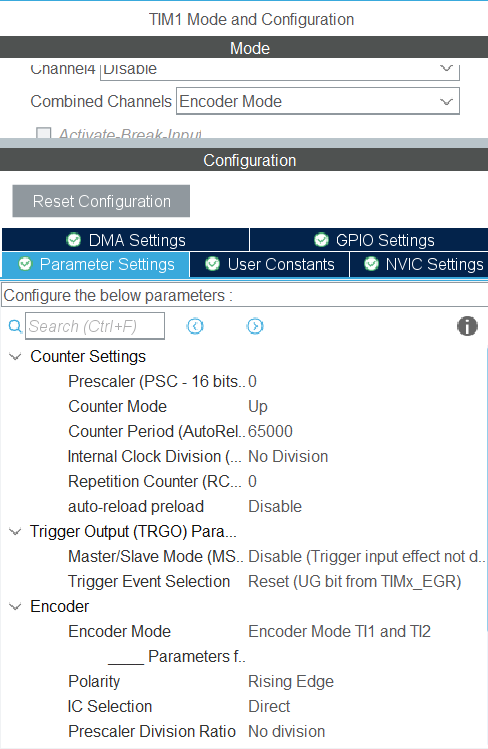 TIM1 Mode and Configuration
Mode
Channel4 Disable
Combined Channels Encoder Mode
Activate-Break-Input
Configuration
Reset Configuration
DMA Settings GPIO Settings
Parameter Settings User Constants NVIC Settings
Configure the below parameters :
Search (Ctrl+F)
Counter Settings
Prescaler (PSC - 16 bits.. 0
Counter Mode Up
Counter Period (AutoRel.. 65000
Internal Clock Division (... No Division
Repetition Counter (RC... 0
auto-reload preload Disable
Trigger Output (TRGO) Para...
Master/Slave Mode (MS.. Disable (Trigger input effect not d..
Trigger Event Selection Reset (UG bit from TIMx_EGR)
Encoder
Encoder Mode Encoder Mode TI1 and TI2
____ Parameters f..
Polarity Rising Edge
IC Selection Direct
Prescaler Division Ratio No division